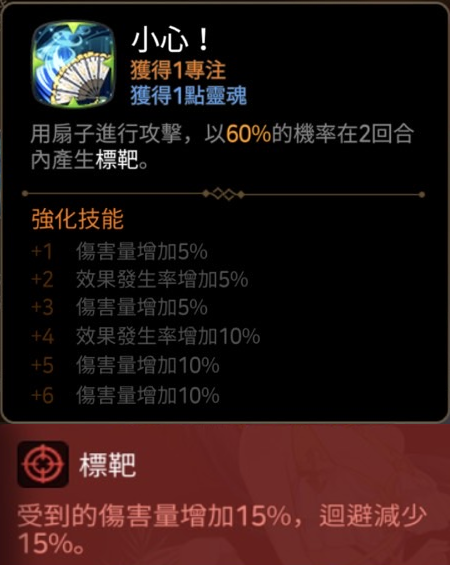 小心！
獲得1專注
獲得1點靈魂
用扇子進行攻擊，以60%的機率在2回合
內產生標靶。
強化技能
+1 傷害量增加5%
+2 效果發生率增加5%
+3 傷害量增加5%
+4 效果發生率增加10%
+5 傷害量增加10%
+6 傷害量增加10%
標靶
受到的傷害量增加15%，迴避減少
15%。